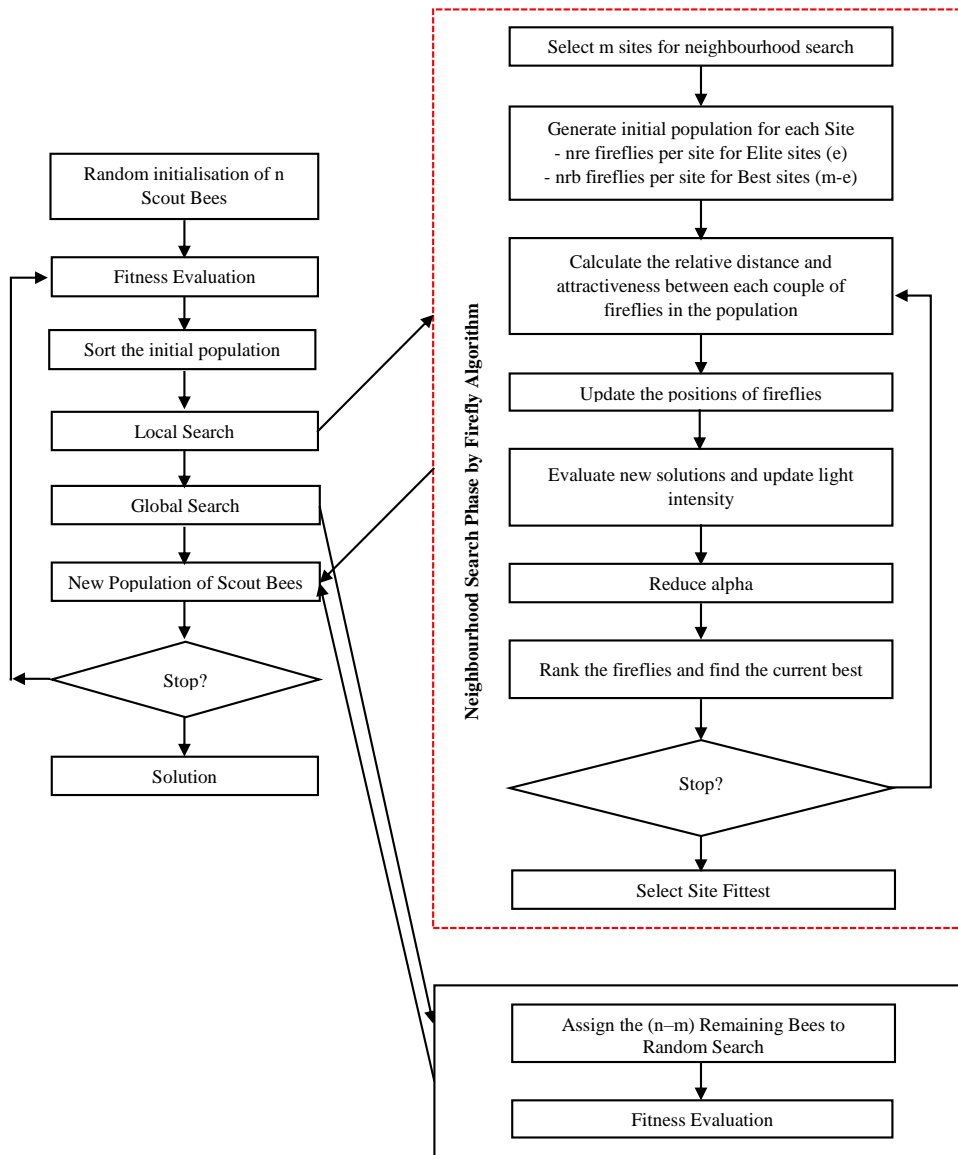 Random initialisation of n
Scout Bees
Fitness Evaluation
Sort the initial population
Local Search
Global Search
New Population of Scout Bees
Stop?
Solution
Neighbourhood Search Phase by Firefly Algorithm
Select m sites for neighbourhood search
Generate initial population for each Site
- nre fireflies per site for Elite sites (e)
- nrb fireflies per site for Best sites (m-e)
Calculate the relative distance and
attractiveness between each couple of
fireflies in the population
Update the positions of fireflies
Evaluate new solutions and update light
intensity
Reduce alpha
Rank the fireflies and find the current best
Stop?
Select Site Fittest
Assign the (n–m) Remaining Bees to
Random Search
Fitness Evaluation